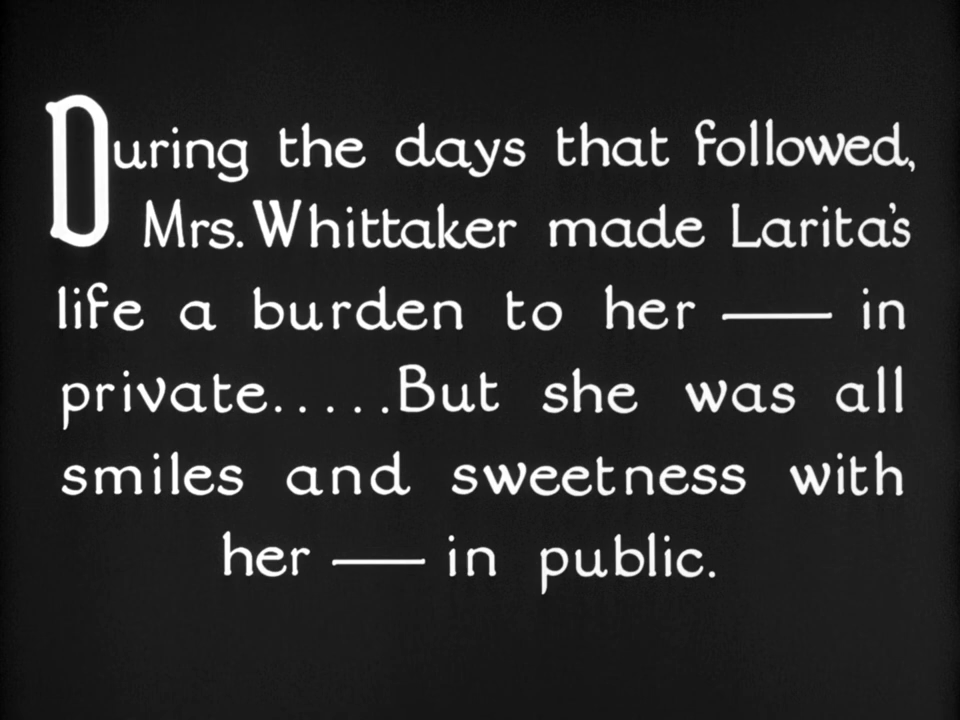 During the days that followed,
Mrs. Whittaker made Larita's
life a burden to her — in
private.....But she was all
smiles and sweetness with
her — in public.